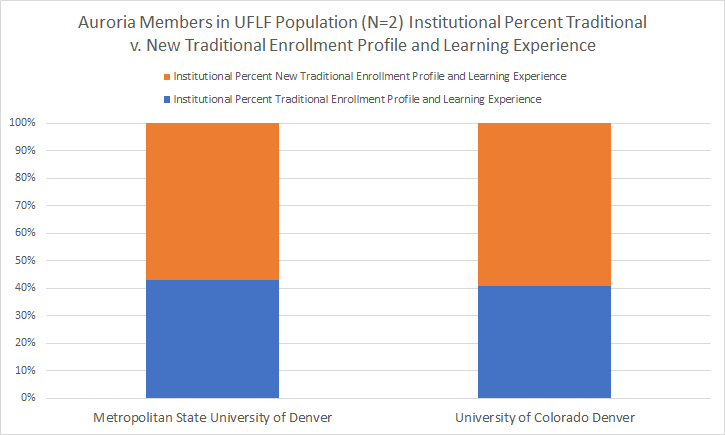 Auroria Members in UFLF Population (N=2) Institutional Percent Traditional
v. New Traditional Enrollment Profile and Learning Experience
Institutional Percent New Traditional Enrollment Profile and Learning Experience
Institutional Percent Traditional Enrollment Profile and Learning Experience
100%
90%
80%
70%
60%
50%
40%
30%
20%
10%
0%
Metropolitan State University of Denver
University of Colorado Denver